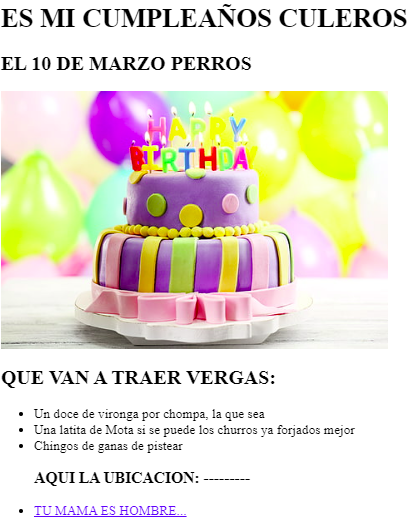 ES MI CUMPLEAÑOS CULEROS
EL 10 DE MARZO PERROS
HAPPY
BIRTHDAY
QUE VAN A TRAER VERGAS:
Un doce de vironga por chompa, la que sea
Una latita de Mota si se puede los churros ya forjados mejor
Chingos de ganas de pistear
AQUI LA UBICACION: ---------
TU MAMA ES HOMBRE...